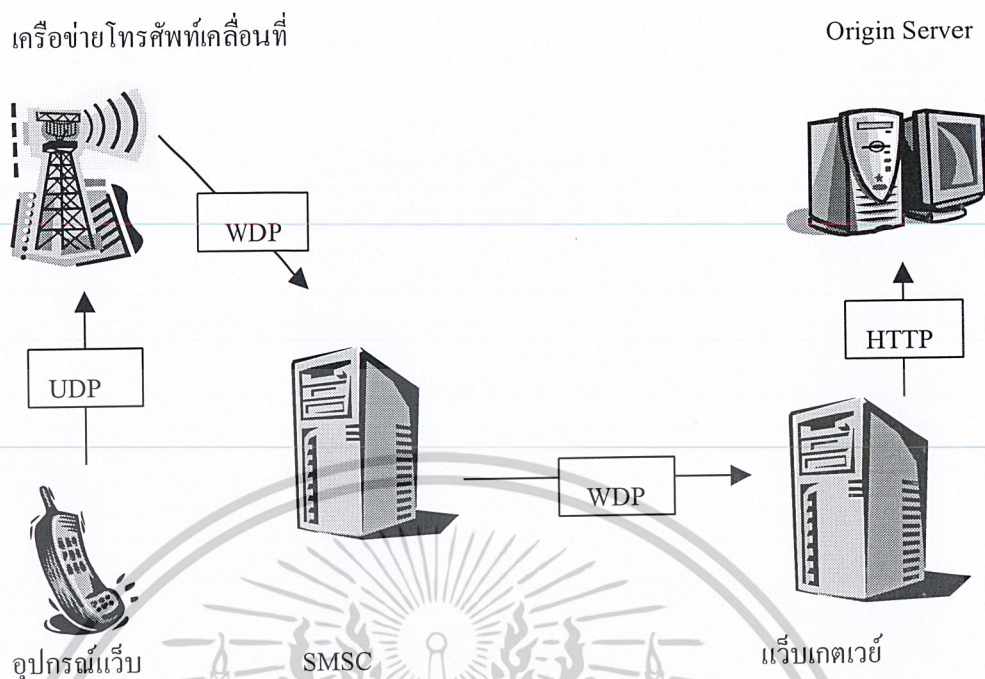 เครือข่ายโทรศัพท์เคลื่อนที่
Origin Server
WDP
HTTP
UDP
WDP
อุปกรณ์แว็บ
SMSC
แว็บเกตเวย์